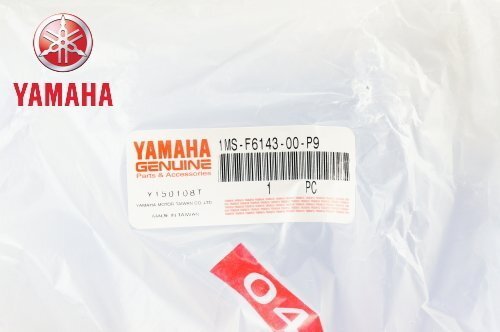 YAMAHA
YAMAHA
GENUINE
Parts & Accessories
1MS-F6143-00-P9
1 PC
Y150108T
YAMAHA MOTOR TAIWAN CO.,LTD.
MADE IN TAIWAN
04